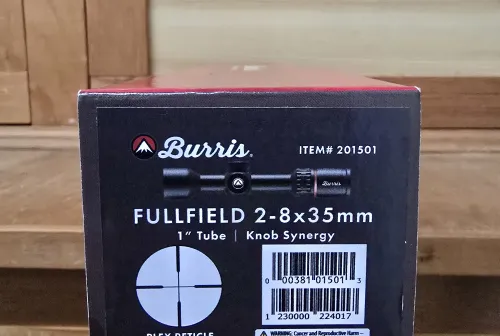 Burris.
ITEM# 201501
Burris
FULLFIELD 2-8x35mm
1" Tube | Knob Synergy
0 00381 01501 3
1 230000 224017
PLEX RETICLE
WARNING: Cancer and Reproductive Harm -